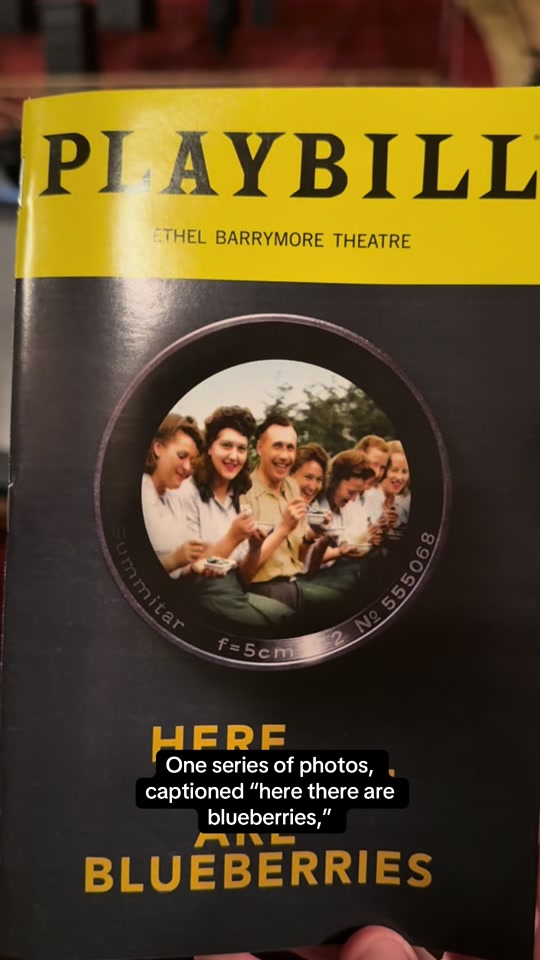 PLAYBILL
ETHEL BARRYMORE THEATRE
Summitar f=5cm 2 Nº 555068
HERE
One series of photos,
captioned “here there are
blueberries,”
ARE
BLUEBERRIES